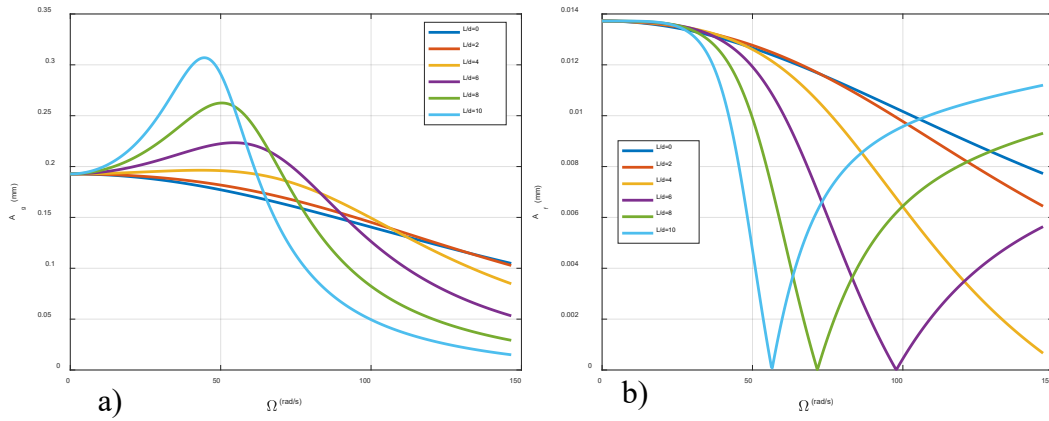 0.35
0.3
0.25
0.2
0.15
0.1
0.05
0
A g (mm)
0
50
100
150
Ω (rad/s)
a)
L/d=0
L/d=2
L/d=4
L/d=6
L/d=8
L/d=10
0.014
0.012
0.01
0.008
0.006
0.004
0.002
0
A r (mm)
0
50
100
150
Ω (rad/s)
b)
L/d=0
L/d=2
L/d=4
L/d=6
L/d=8
L/d=10